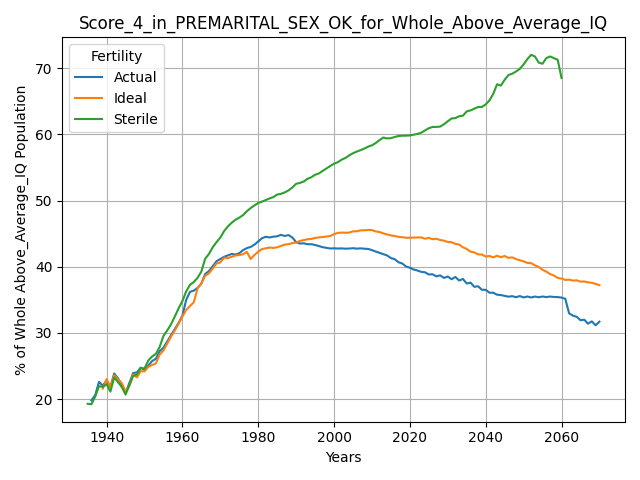 Score_4_in_PREMARITAL_SEX_OK_for_Whole_Above_Average_IQ
Fertility
Actual
Ideal
Sterile
% of Whole Above_Average_IQ Population
70
60
50
40
30
20
1940 1960 1980 2000 2020 2040 2060
Years